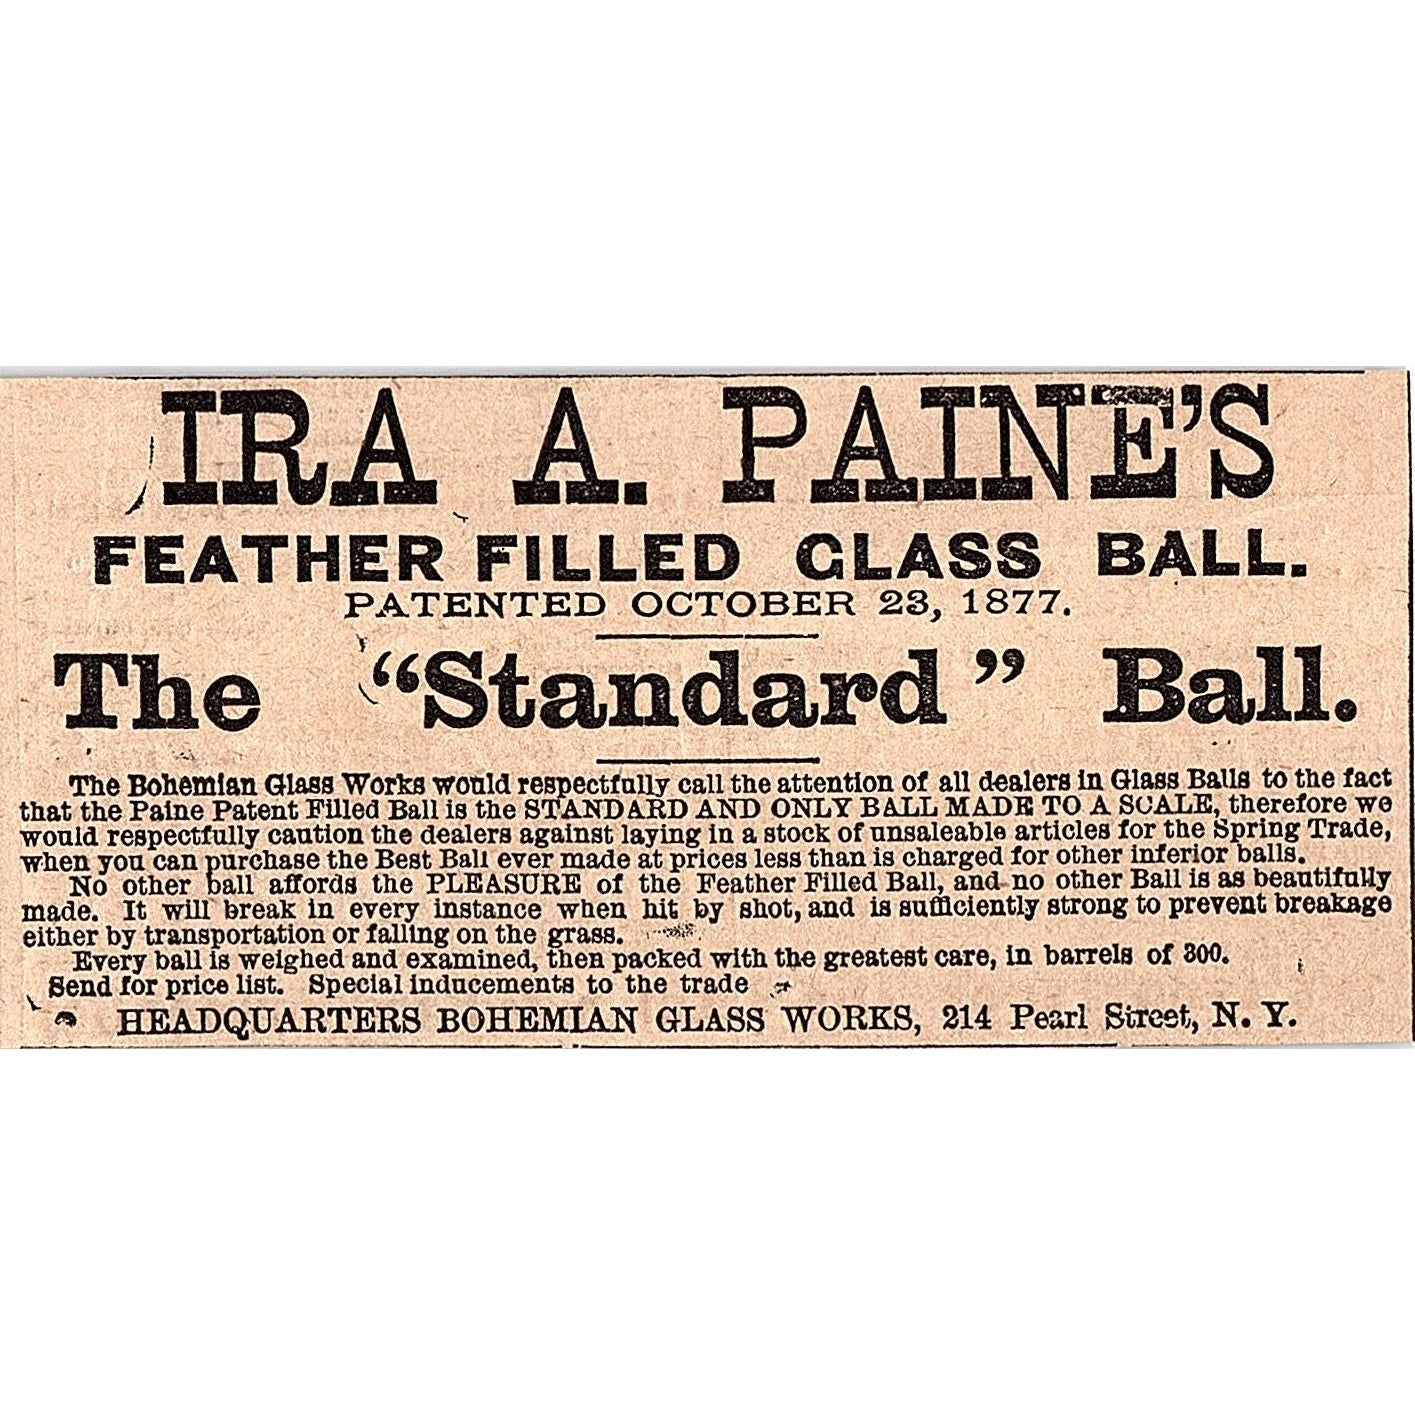 IRA A. PAINE'S
FEATHER FILLED GLASS BALL.
PATENTED OCTOBER 23, 1877.
The "Standard" Ball.
The Bohemian Glass Works would respectfully call the attention of all dealers in Glass Balls to the fact
that the Paine Patent Filled Ball is the STANDARD AND ONLY BALL MADE TO A SCALE, therefore we
would respectfully caution the dealers against laying in a stock of unsaleable articles for the Spring Trade,
when you can purchase the Best Ball ever made at prices less than is charged for other inferior balls.
No other ball affords the PLEASURE of the Feather Filled Ball, and no other Ball is as beautifully
made. It will break in every instance when hit by shot, and is sufficiently strong to prevent breakage
either by transportation or falling on the grass.
Every ball is weighed and examined, then packed with the greatest care, in barrels of 300.
Send for price list. Special inducements to the trade
HEADQUARTERS BOHEMIAN GLASS WORKS, 214 Pearl Street, N. Y.